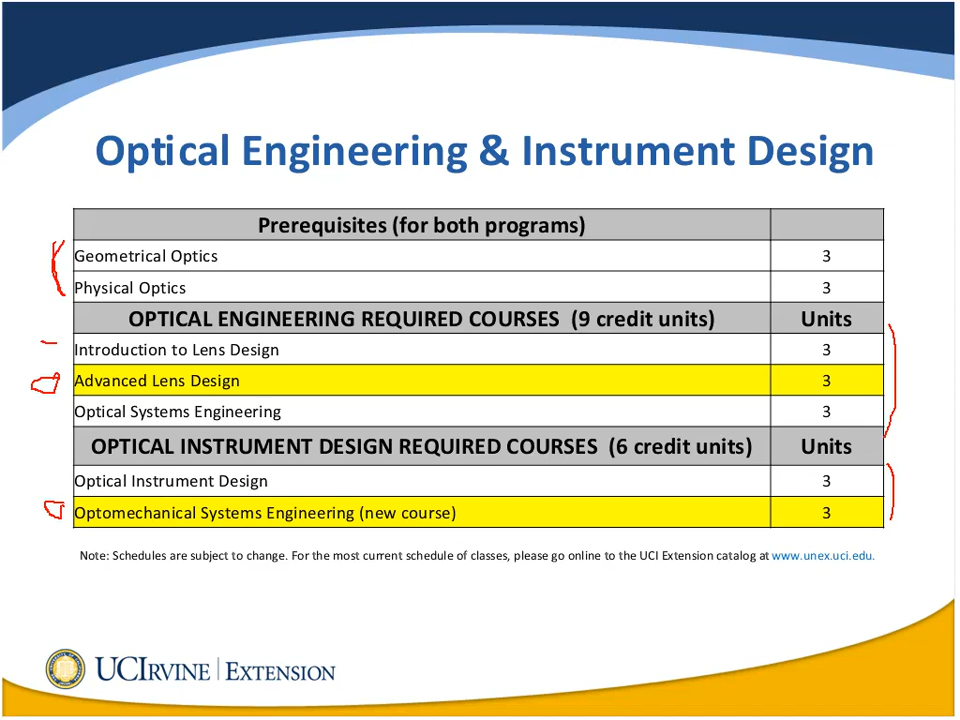 Optical Engineering & Instrument Design
Prerequisites (for both programs)
Geometrical Optics 3
Physical Optics 3
OPTICAL ENGINEERING REQUIRED COURSES (9 credit units) Units
Introduction to Lens Design 3
Advanced Lens Design 3
Optical Systems Engineering 3
OPTICAL INSTRUMENT DESIGN REQUIRED COURSES (6 credit units) Units
Optical Instrument Design 3
Optomechanical Systems Engineering (new course) 3
Note: Schedules are subject to change. For the most current schedule of classes, please go online to the UCI Extension catalog at www.unex.uci.edu.
UCIRVINE | EXTENSION